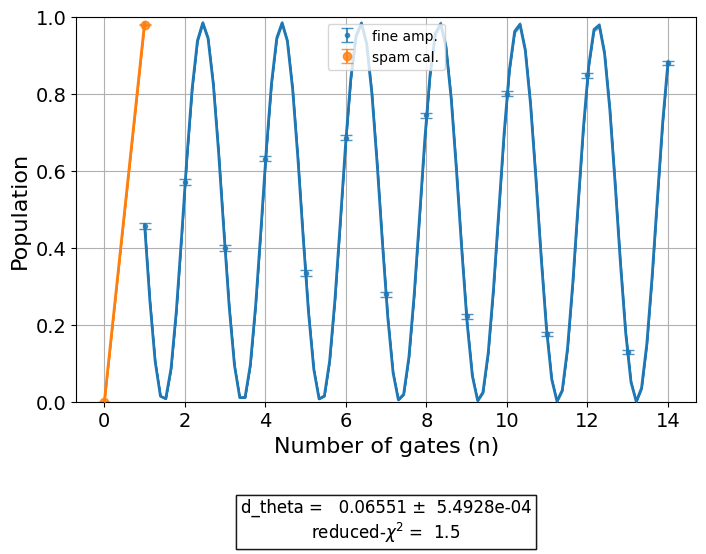 1.0
0.8
0.6
0.4
0.2
0.0
Population
fine amp.
spam cal.
0 2 4 6 8 10 12 14
Number of gates (n)
d_theta = 0.06551 ± 5.4928e-04
reduced-χ² = 1.5